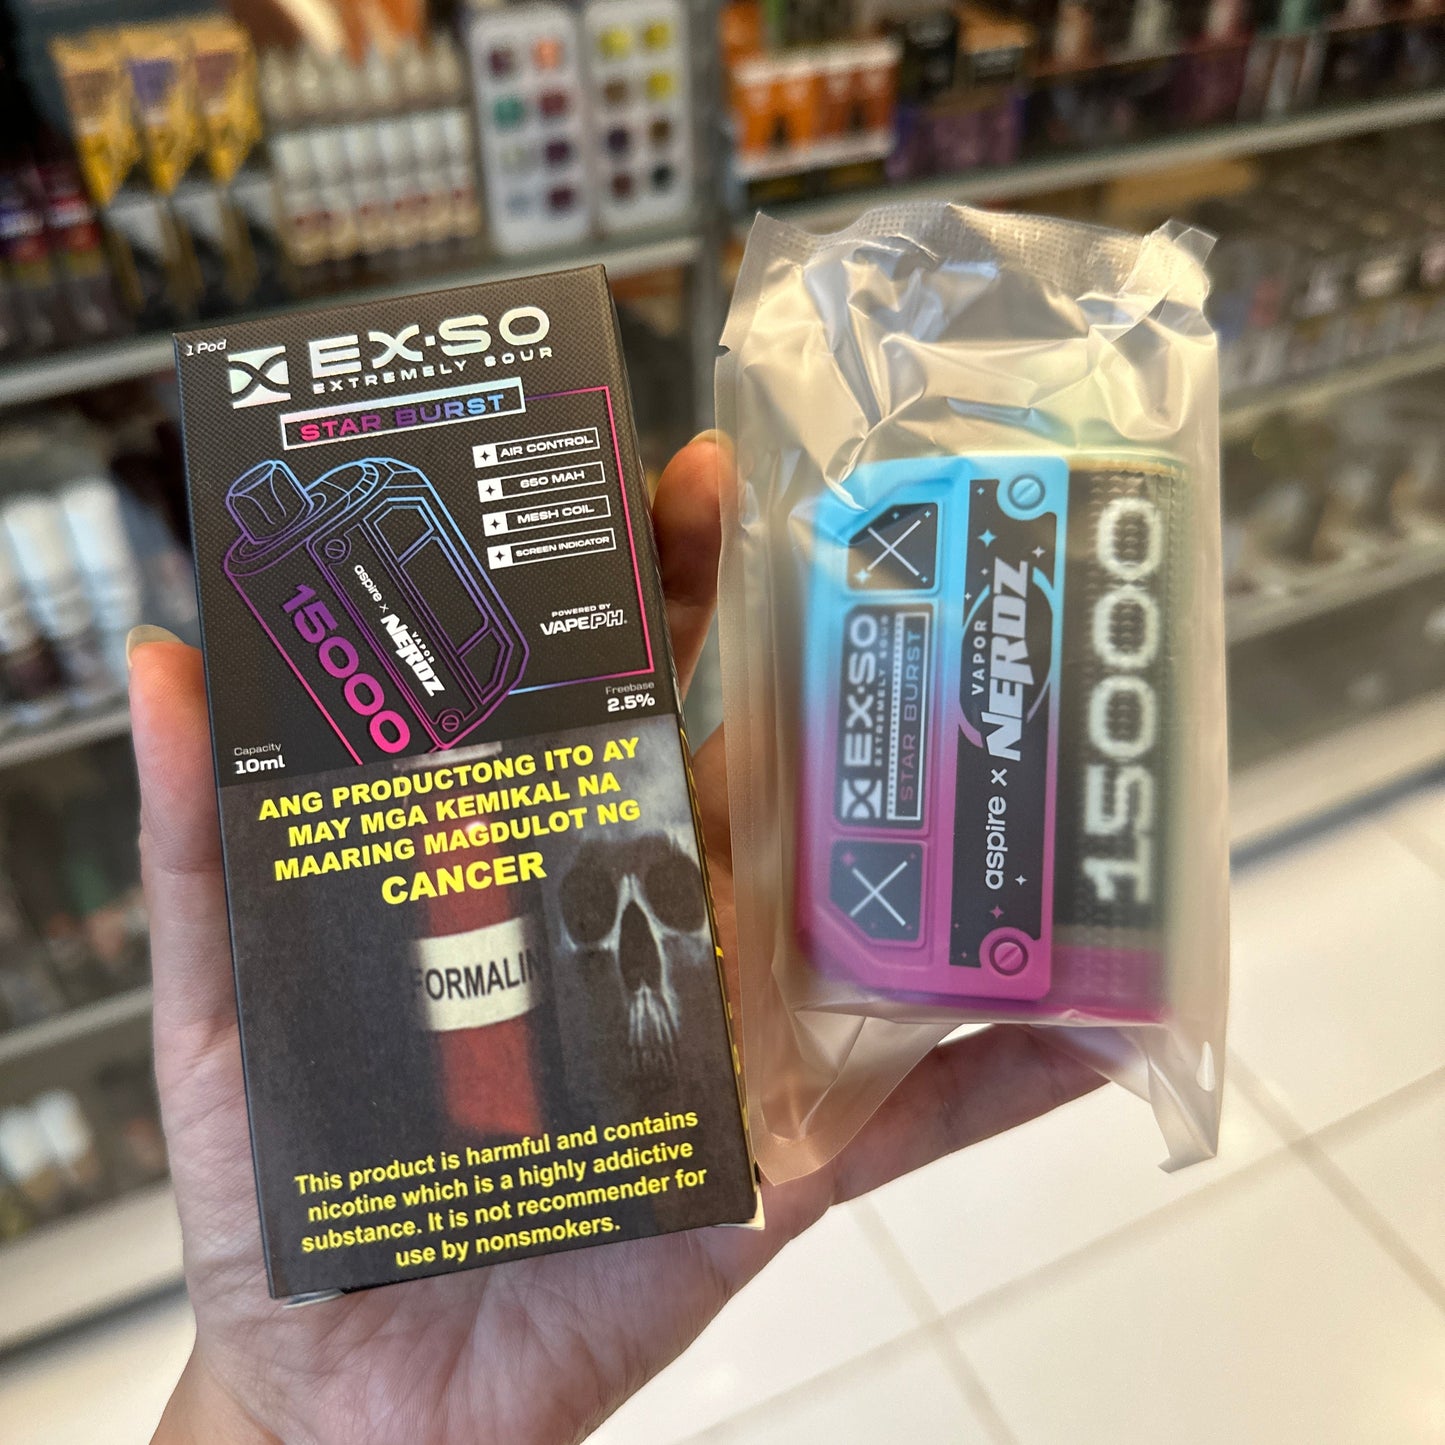 1 Pod
EX·SO
EXTREMELY SOUR
STAR BURST
AIR CONTROL
650 MAH
MESH COIL
SCREEN INDICATOR
aspire x
VAPOR
NERDZ
15000
POWERED BY
VAPEPH.
Freebase
2.5%
Capacity
10ml
ANG PRODUCTONG ITO AY
MAY MGA KEMIKAL NA
MAARING MAGDULOT NG
CANCER
FORMALIN
This product is harmful and contains
nicotine which is a highly addictive
substance. It is not recommender for
use by nonsmokers.
EX·SO
EXTREMELY SOUR
STAR BURST
aspire x
VAPOR
NERDZ
15000